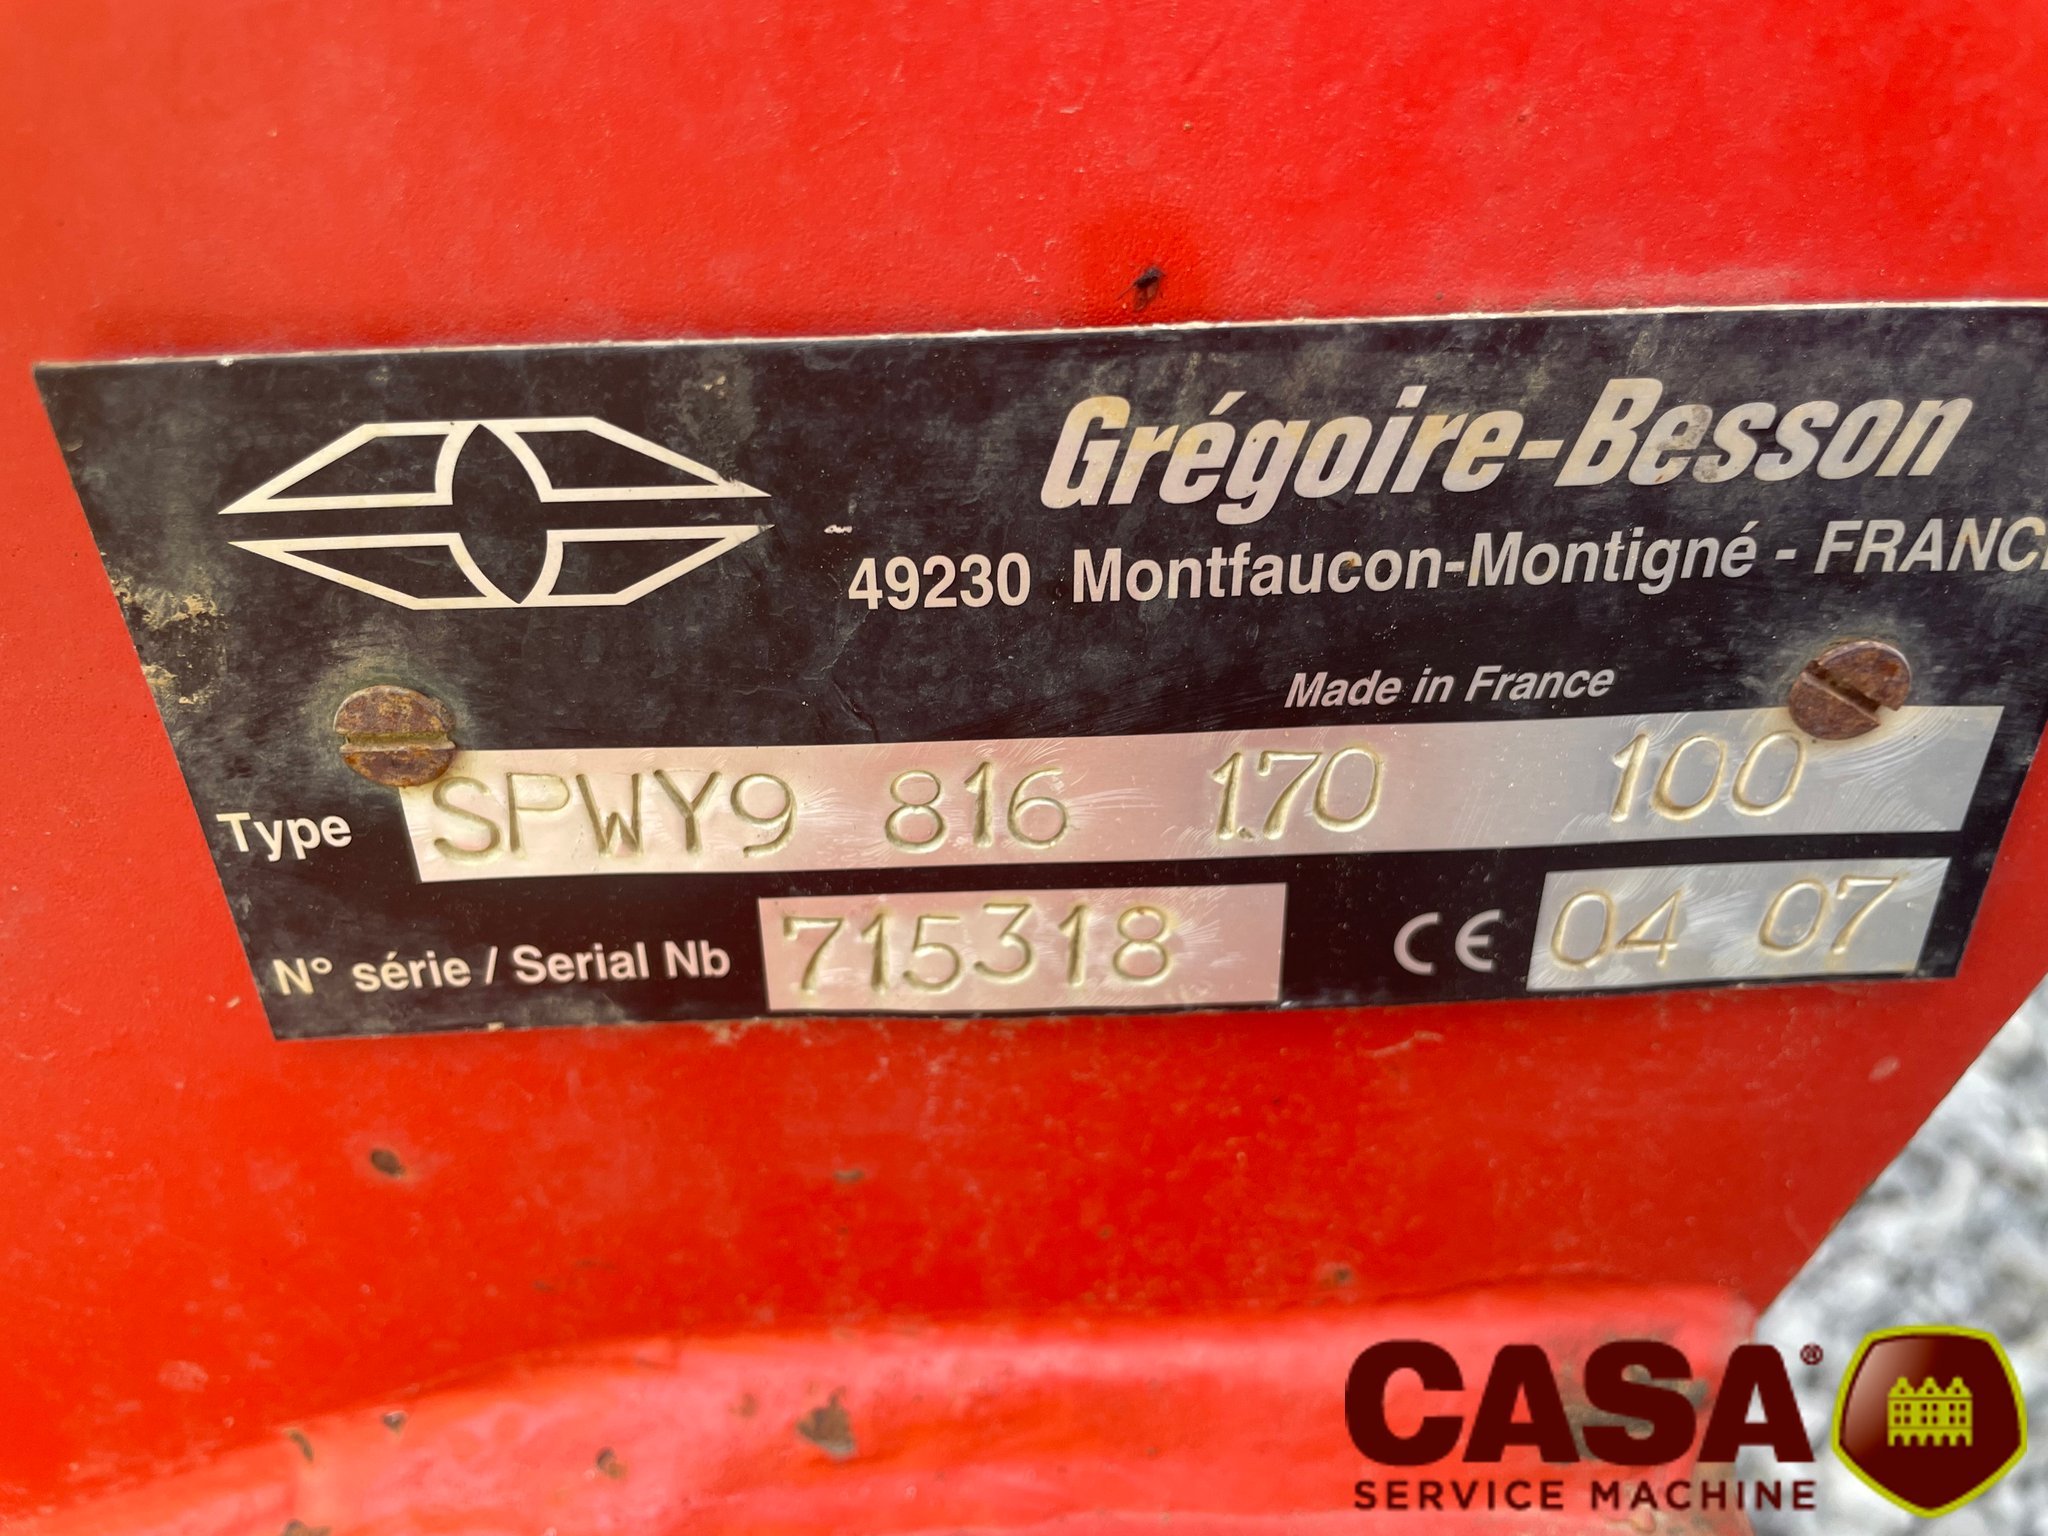 Grégoire-Besson
49230 Montfaucon-Montigné - FRANC
Made in France
Type SPWY9 816 170 100
N° série / Serial Nb 715318 CE 04 07
CASA®
SERVICE MACHINE